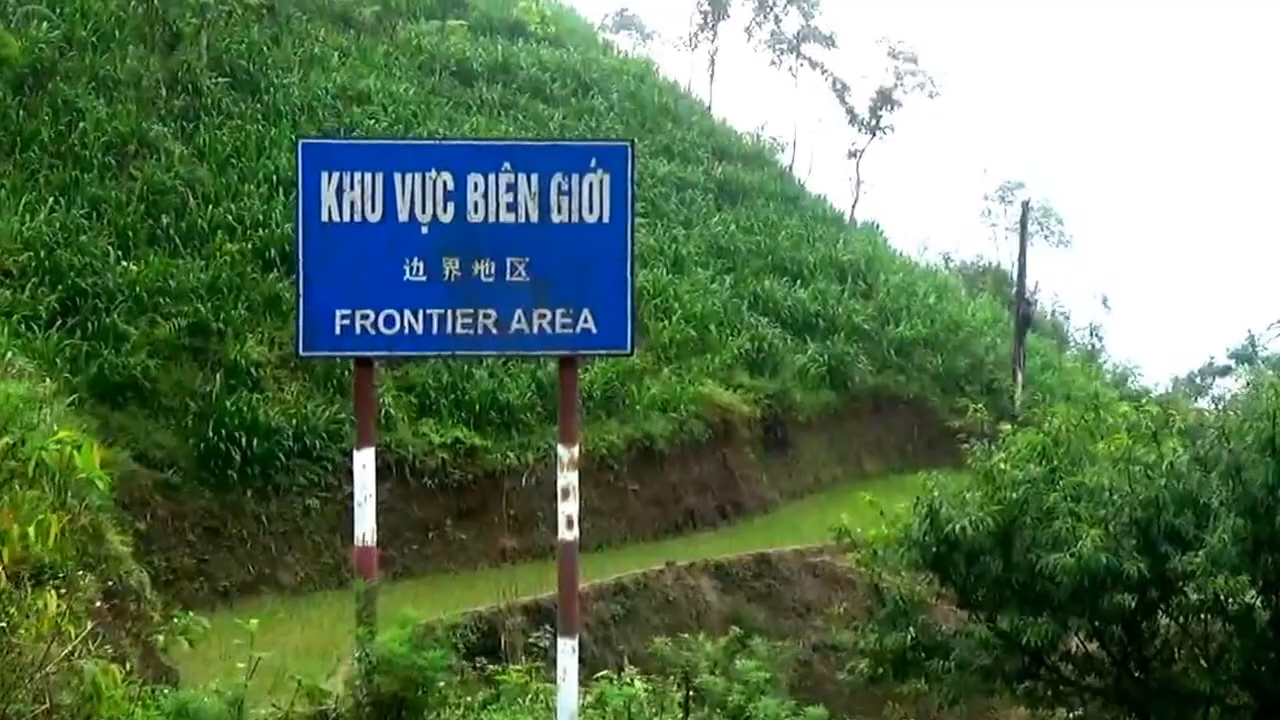 KHU VỰC BIÊN GIỚI
边界地区
FRONTIER AREA